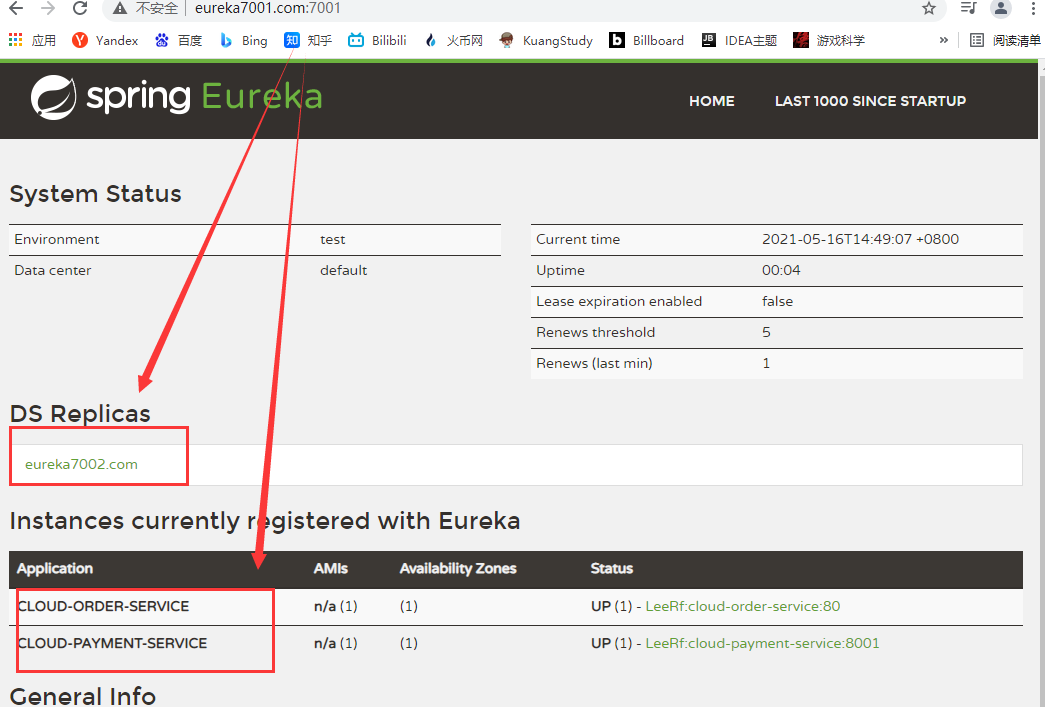 不安全 eureka7001.com:7001
应用 Yandex 百度 Bing 知 知乎 Bilibili 火币网 KuangStudy b Billboard JB IDEA主题 游戏科学 » 阅读清单
spring Eureka HOME LAST 1000 SINCE STARTUP
System Status
Environment test Current time 2021-05-16T14:49:07 +0800
Data center default Uptime 00:04
Lease expiration enabled false
Renews threshold 5
Renews (last min) 1
DS Replicas
eureka7002.com
Instances currently registered with Eureka
Application AMIs Availability Zones Status
CLOUD-ORDER-SERVICE n/a (1) (1) UP (1) - LeeRf:cloud-order-service:80
CLOUD-PAYMENT-SERVICE n/a (1) (1) UP (1) - LeeRf:cloud-payment-service:8001
General Info